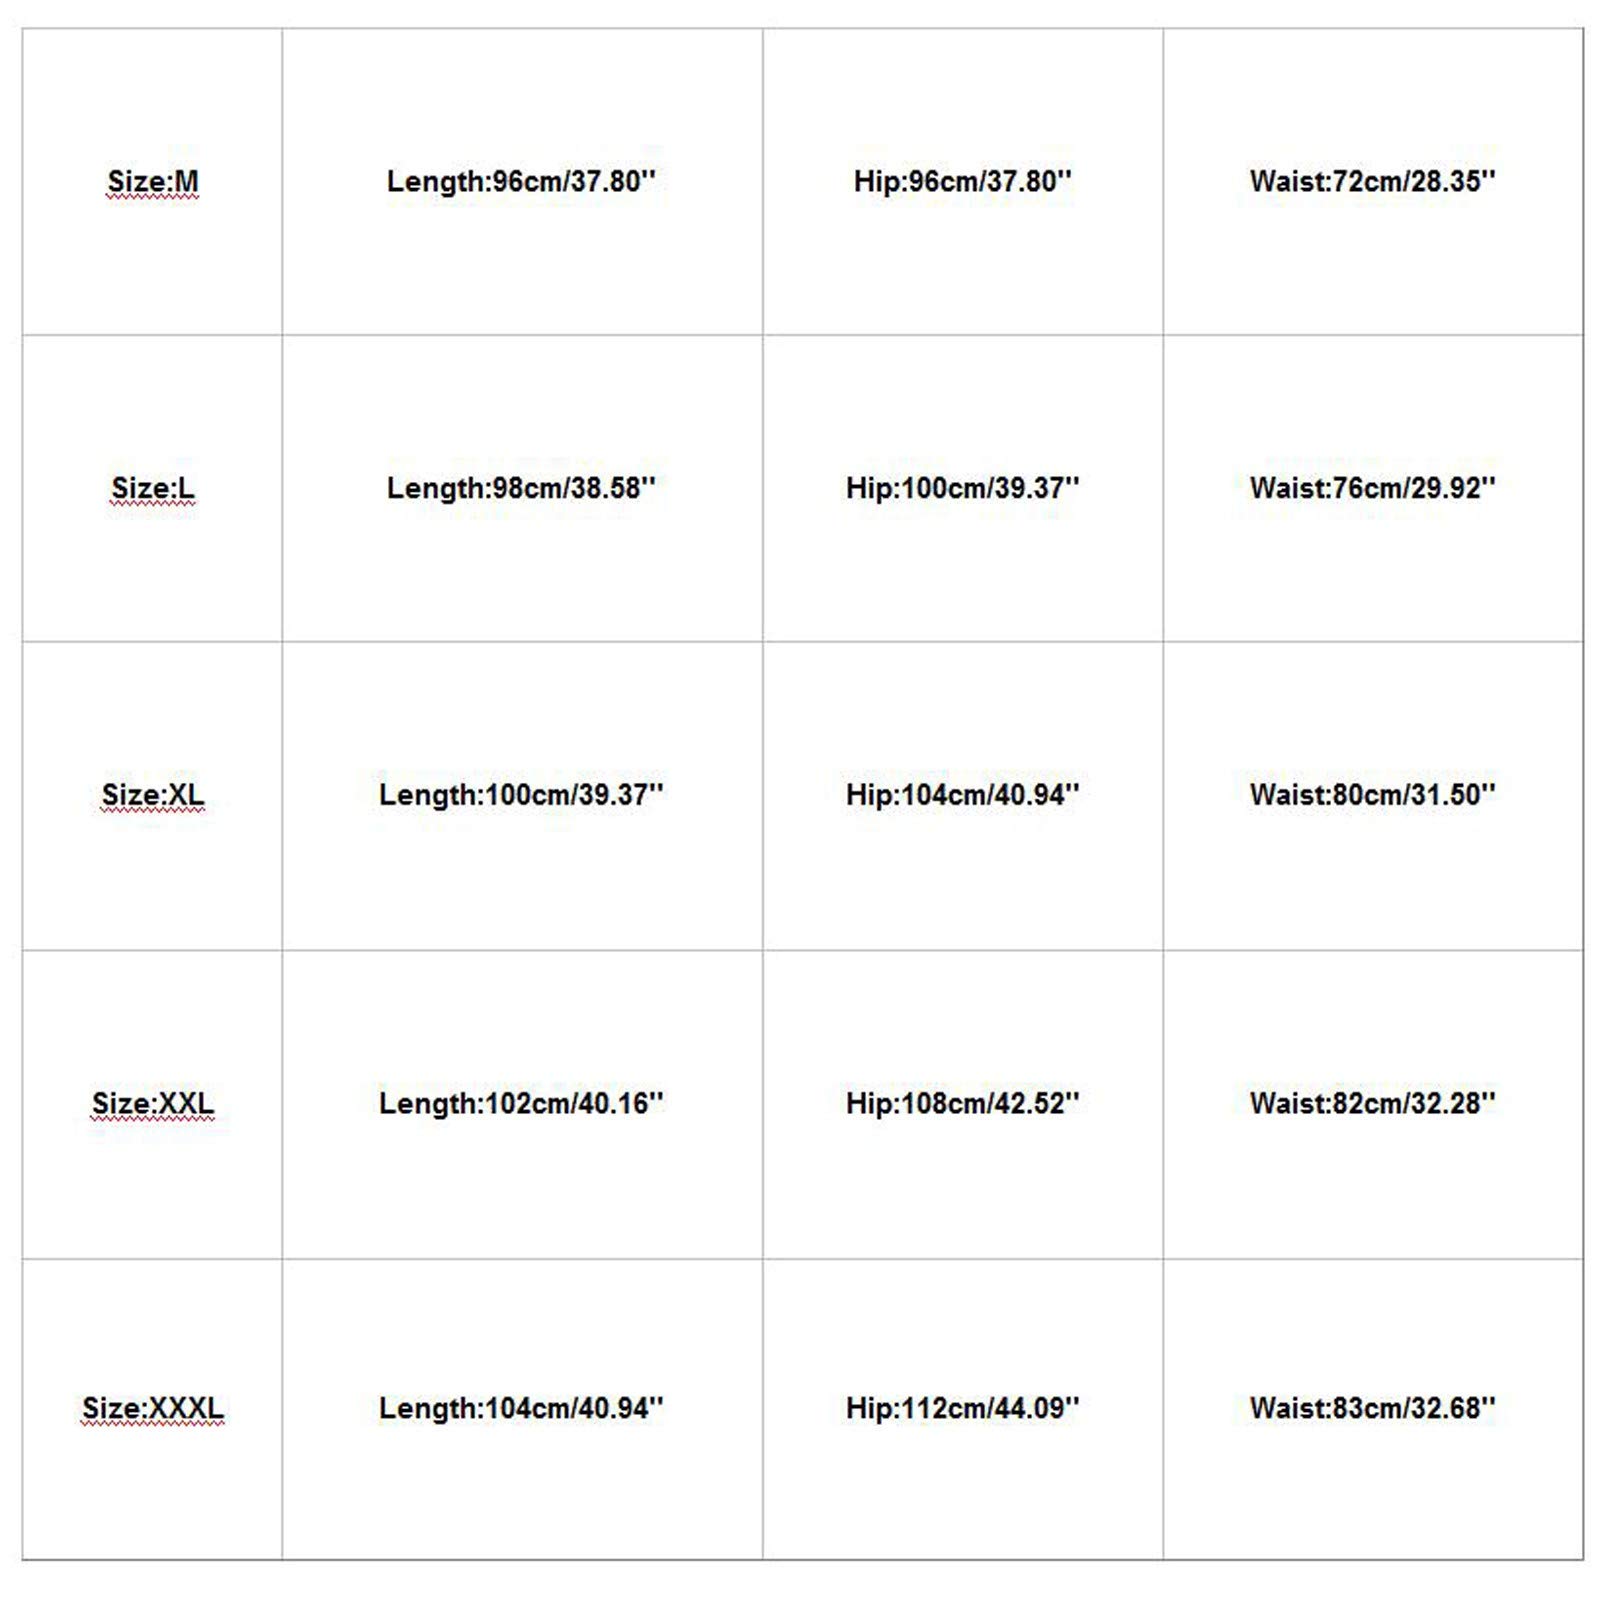 Size:M Length:96cm/37.80'' Hip:96cm/37.80'' Waist:72cm/28.35''
Size:L Length:98cm/38.58'' Hip:100cm/39.37'' Waist:76cm/29.92''
Size:XL Length:100cm/39.37'' Hip:104cm/40.94'' Waist:80cm/31.50''
Size:XXL Length:102cm/40.16'' Hip:108cm/42.52'' Waist:82cm/32.28''
Size:XXXL Length:104cm/40.94'' Hip:112cm/44.09'' Waist:83cm/32.68''